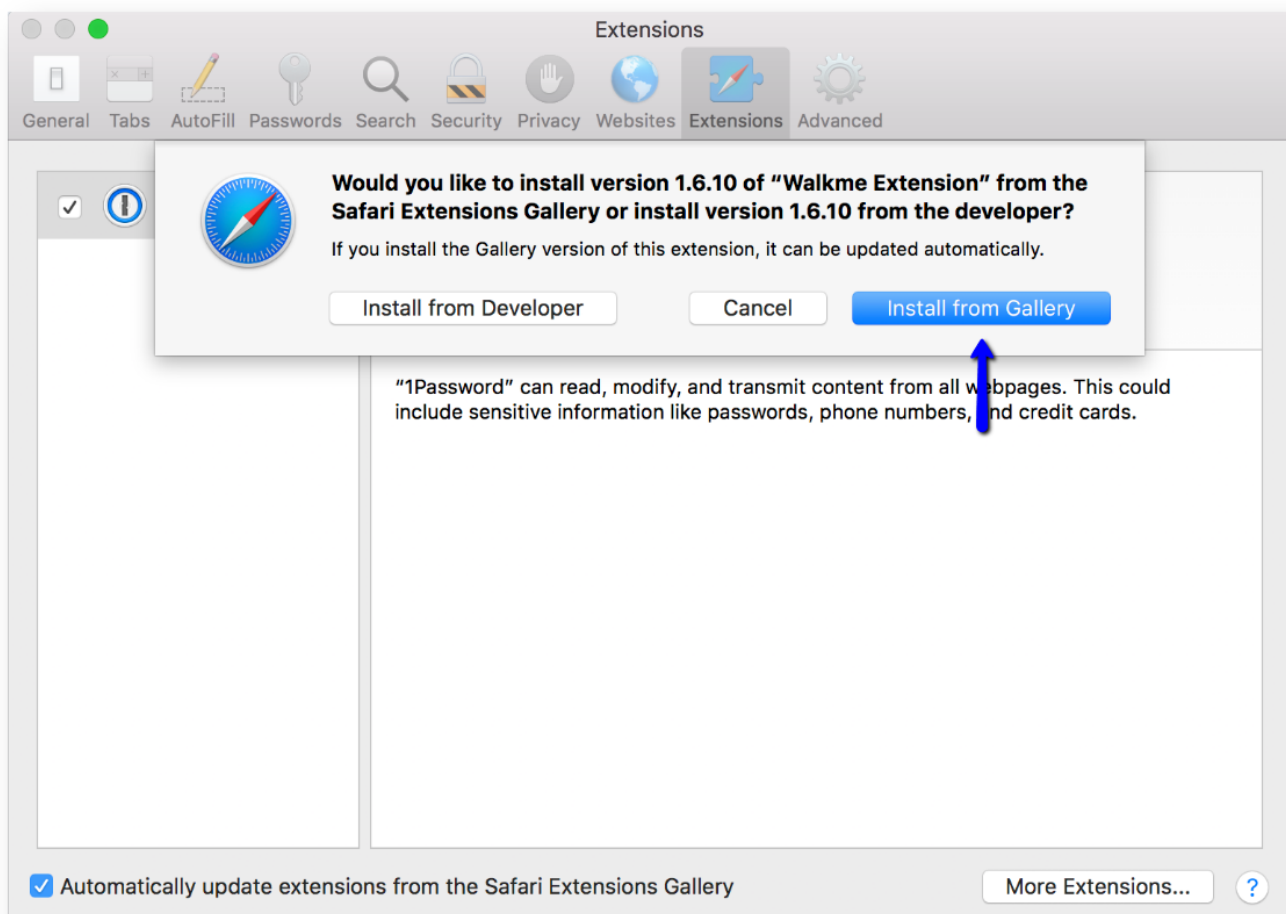 Extensions
General Tabs AutoFill Passwords Search Security Privacy Websites Extensions Advanced
Would you like to install version 1.6.10 of “Walkme Extension” from the
Safari Extensions Gallery or install version 1.6.10 from the developer?
If you install the Gallery version of this extension, it can be updated automatically.
Install from Developer Cancel Install from Gallery
“1Password” can read, modify, and transmit content from all webpages. This could
include sensitive information like passwords, phone numbers, and credit cards.
Automatically update extensions from the Safari Extensions Gallery More Extensions... ?